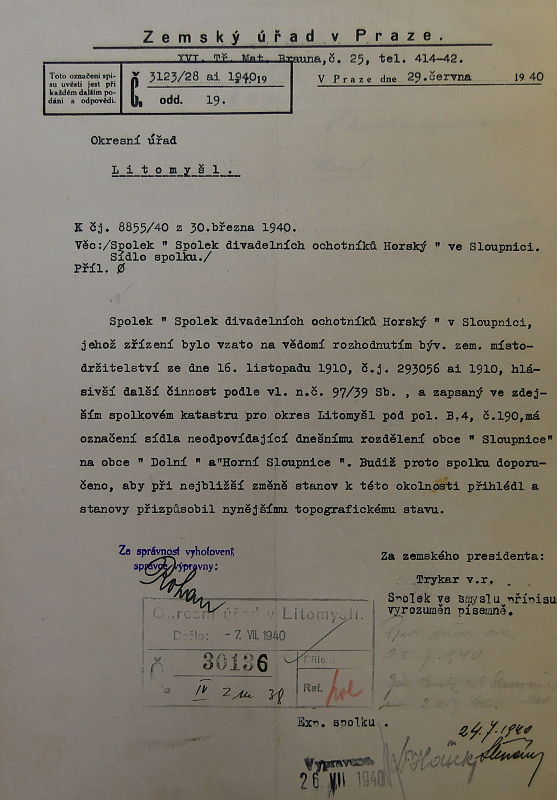 Zemský úřad v Praze.
XVI. Tř. Mat. Brauna,č. 25, tel. 414-42.
Toto označení spi-
su uvésti jest při
každém dalším po-
dání a odpovědi.
Č. 3123/28 ai 1940 19
odd. 19.
V Praze dne 29.června 1940
Okresní úřad
Litomyšl.
K čj. 8855/40 z 30.března 1940.
Věc:/Spolek " Spolek divadelních ochotníků Horský " ve Sloupnici.
Sídlo spolku./
Příl. Ø
Spolek " Spolek divadelních ochotníků Horský " v Sloupnici,
jehož zřízení bylo vzato na vědomí rozhodnutím býv. zem. místo-
držitelství ze dne 16. listopadu 1910, č.j. 293056 ai 1910, hlá-
sivší další činnost podle vl. n.č. 97/39 Sb. , a zapsaný ve zdej-
ším spolkovém katastru pro okres Litomyšl pod pol. B.4, č.190,má
označení sídla neodpovídající dnešnímu rozdělení obce " Sloupnice"
na obce " Dolní " a"Horní Sloupnice ". Budiž proto spolku doporu-
čeno, aby při nejbližší změně stanov k této okolnosti přihlédl a
stanovy přizpůsobil nynějšímu topografickému stavu.
Za správnost vyhotovení
správce výpravny:
Rohan
Za zemského presidenta:
Trykar v.r.
Spolek ve smyslu přípisu
vyrozuměn písemně.
Okresní úřad v Litomyšli.
Došlo: - 7. VII. 1940
Č 30136
Příloh
Ref. pol
Exp. spolku .
24.7.1940
Vypraveno
26 VII 1940